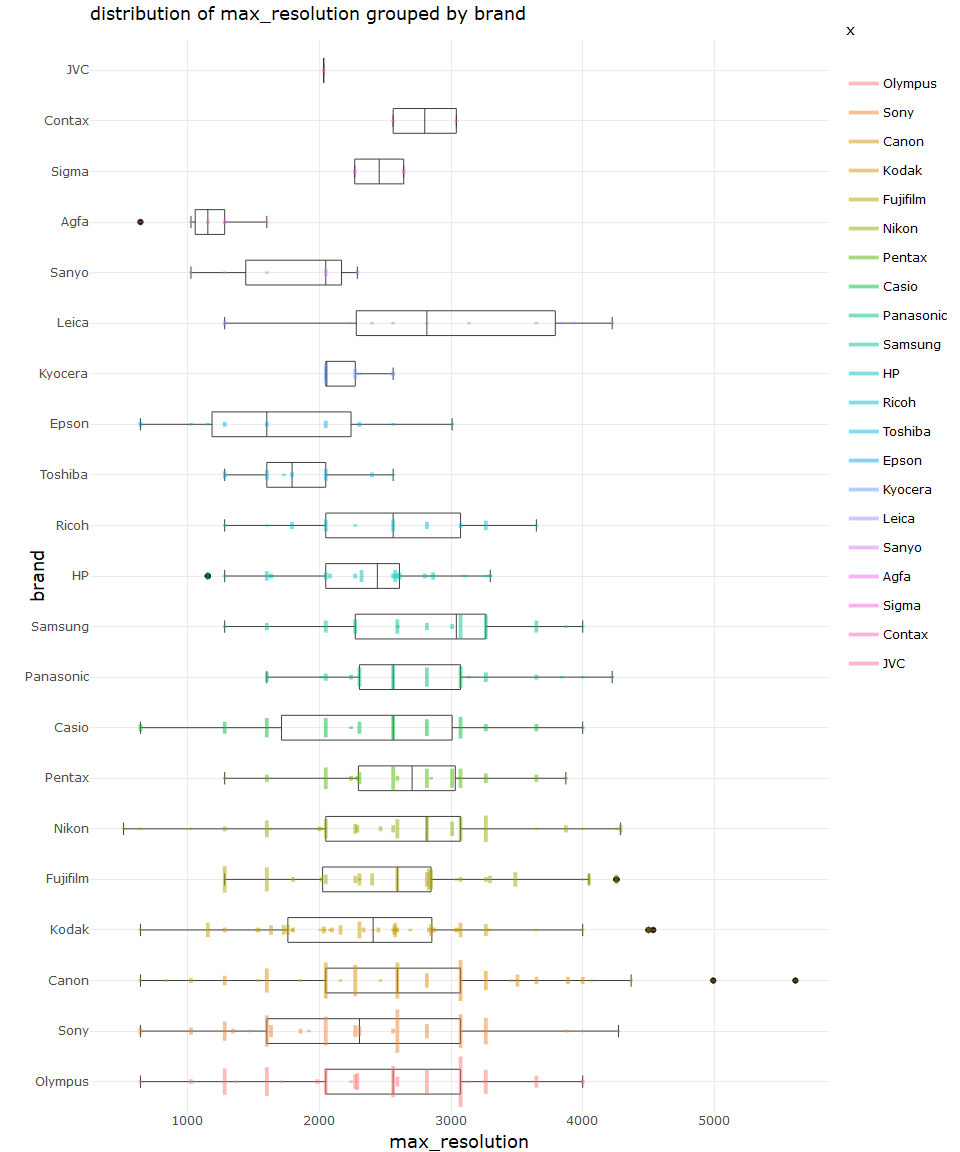 distribution of max_resolution grouped by brand
JVC
Contax
Sigma
Agfa
Sanyo
Leica
Kyocera
Epson
Toshiba
Ricoh
HP
Samsung
Panasonic
Casio
Pentax
Nikon
Fujifilm
Kodak
Canon
Sony
Olympus
brand
1000 2000 3000 4000 5000
max_resolution
x
Olympus
Sony
Canon
Kodak
Fujifilm
Nikon
Pentax
Casio
Panasonic
Samsung
HP
Ricoh
Toshiba
Epson
Kyocera
Leica
Sanyo
Agfa
Sigma
Contax
JVC